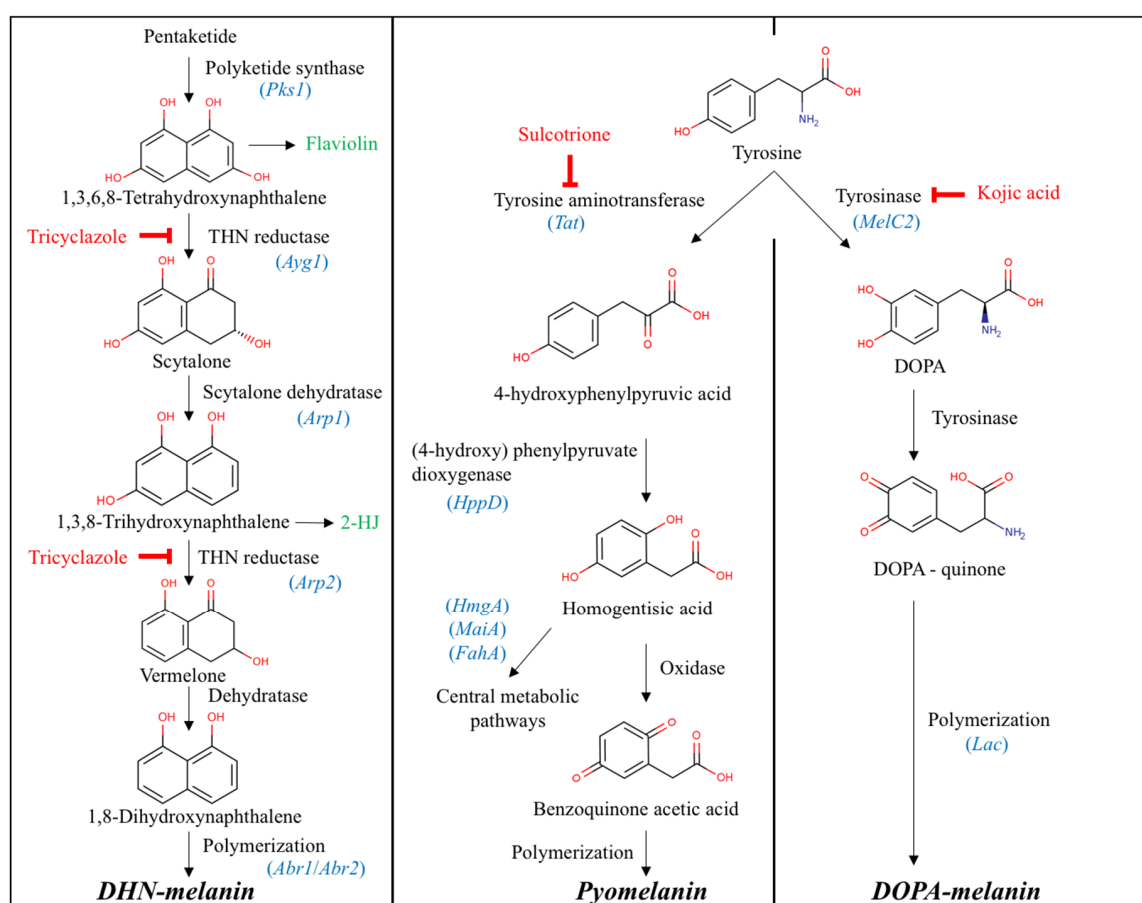 Pentaketide
Polyketide synthase
(Pks1)
OH
OH
HO
OH
Flaviolin
1,3,6,8-Tetrahydroxynaphthalene
Tricyclazole
THN reductase
(Ayg1)
OH
O
HO
OH
Scytalone
Scytalone dehydratase
(Arp1)
OH
OH
HO
1,3,8-Trihydroxynaphthalene
2-HJ
Tricyclazole
THN reductase
(Arp2)
OH
O
OH
Vermelone
Dehydratase
OH
OH
1,8-Dihydroxynaphthalene
Polymerization
(Abr1/Abr2)
DHN-melanin
O
OH
NH2
HO
Tyrosine
Sulcotrione
Tyrosine aminotransferase
(Tat)
O
OH
O
HO
4-hydroxyphenylpyruvic acid
(4-hydroxy) phenylpyruvate
dioxygenase
(HppD)
OH
O
HO
OH
Homogentisic acid
(HmgA)
(MaiA)
(FahA)
Central metabolic
pathways
Oxidase
O
O
O
OH
Benzoquinone acetic acid
Polymerization
Pyomelanin
Tyrosinase
(MelC2)
Kojic acid
O
HO
OH
HO
NH2
DOPA
Tyrosinase
O
HO
O
O
NH2
DOPA - quinone
Polymerization
(Lac)
DOPA-melanin